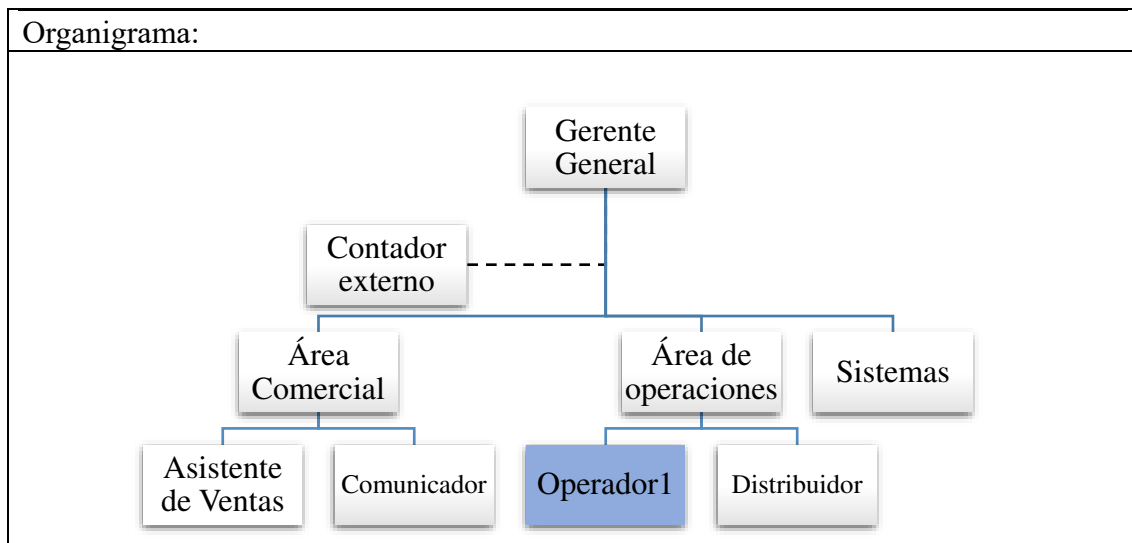 Organigrama:
Gerente
General
Contador
externo
Área
Comercial
Área de
operaciones
Sistemas
Asistente
de Ventas
Comunicador
Operador1
Distribuidor